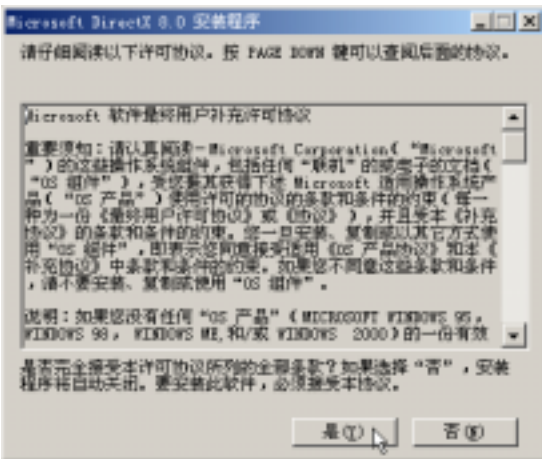 Microsoft DirectX 8.0 安装程序
请仔细阅读以下许可协议。按 PAGE DOWN 键可以查阅后面的协议。
Microsoft 软件最终用户补充许可协议
重要须知：请认真阅读－Microsoft Corporation( “Microsoft
” )的这些操作系统组件，包括任何 “联机” 的或电子的文档(
“OS 组件” )，受您据其获得下述 Microsoft 适用操作系统产
品( “OS 产品” )使用许可的协议的条款和条件的约束(每一
种为一份《最终用户许可协议》或《协议》)，并且受本《补充
协议》的条款和条件的约束。您一旦安装、复制或以其它方式使
用 “OS 组件” ，即表示您同意接受适用《OS 产品协议》和本《
补充协议》中条款和条件的约束。如果您不同意这些条款和条件
，请不要安装、复制或使用 “OS 组件” 。
说明：如果您没有任何 “OS 产品” (MICROSOFT WINDOWS 95，
WINDOWS 98， WINDOWS ME,和/或 WINDOWS 2000)的一份有效
是否完全接受本许可协议所列的全部条款？如果选择 “否” ，安装
程序将自动关闭。要安装此软件，必须接受本协议。
是(Y)
否(N)